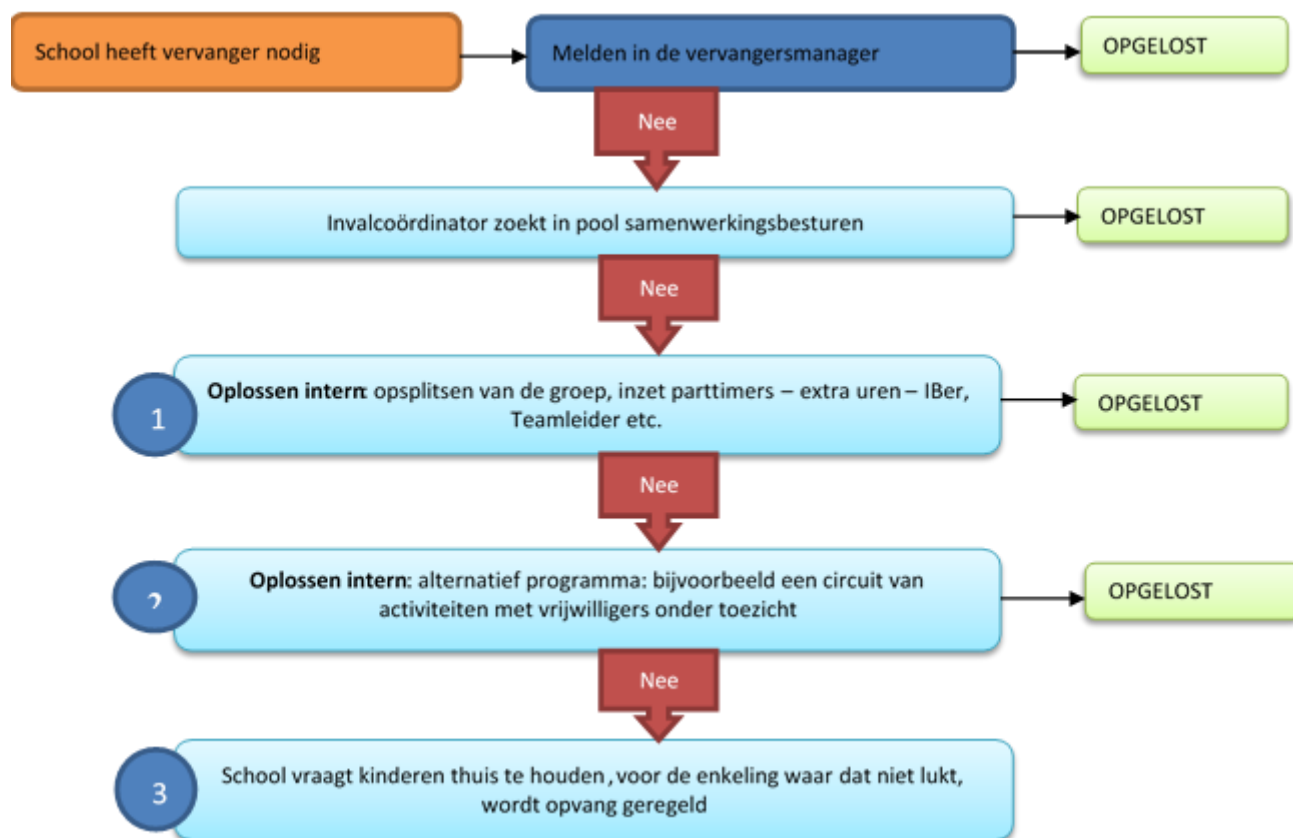 School heeft vervanger nodig
Melden in de vervangersmanager
OPGELOST
Nee
Invalcoördinator zoekt in pool samenwerkingsbesturen
OPGELOST
Nee
1
Oplossen intern: opsplitsen van de groep, inzet parttimers – extra uren – IBer,
Teamleider etc.
OPGELOST
Nee
2
Oplossen intern: alternatief programma: bijvoorbeeld een circuit van
activiteiten met vrijwilligers onder toezicht
OPGELOST
Nee
3
School vraagt kinderen thuis te houden, voor de enkeling waar dat niet lukt,
wordt opvang geregeld